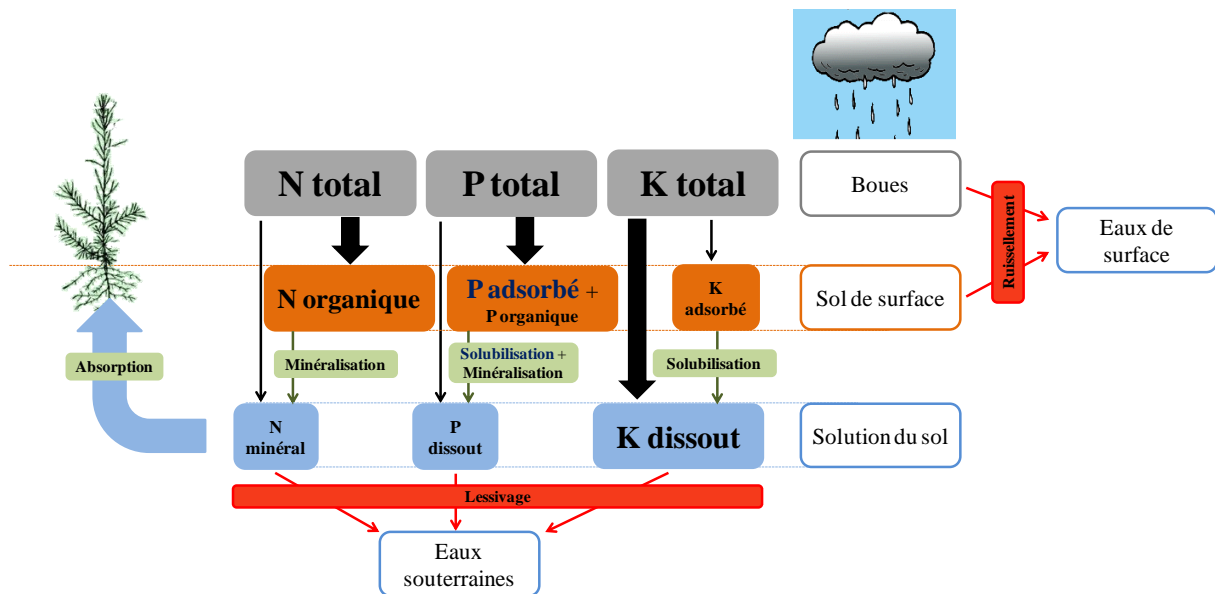 N total
P total
K total
Boues
Ruissellement
Eaux de
surface
N organique
P adsorbé +
P organique
K
adsorbé
Sol de surface
Absorption
Minéralisation
Solubilisation +
Minéralisation
Solubilisation
N
minéral
P
dissout
K dissout
Solution du sol
Lessivage
Eaux
souterraines